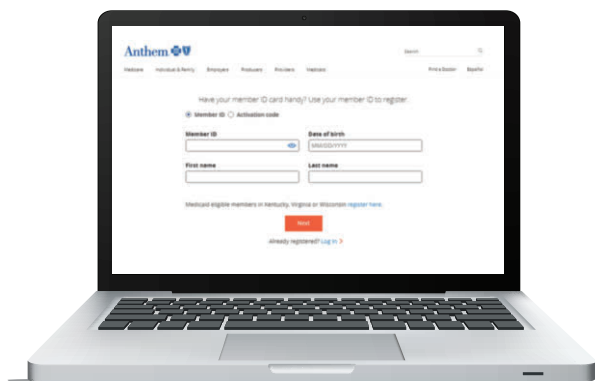 Anthem
Search
Medicare Individual & Family Employers Producers Providers Medicaid Find a Doctor Español
Have your member ID card handy? Use your member ID to register.
Member ID Activation code
Member ID Date of birth
MM/DD/YYYY
First name Last name
Medicaid eligible members in Kentucky, Virginia or Wisconsin register here.
Next
Already registered? Log in >